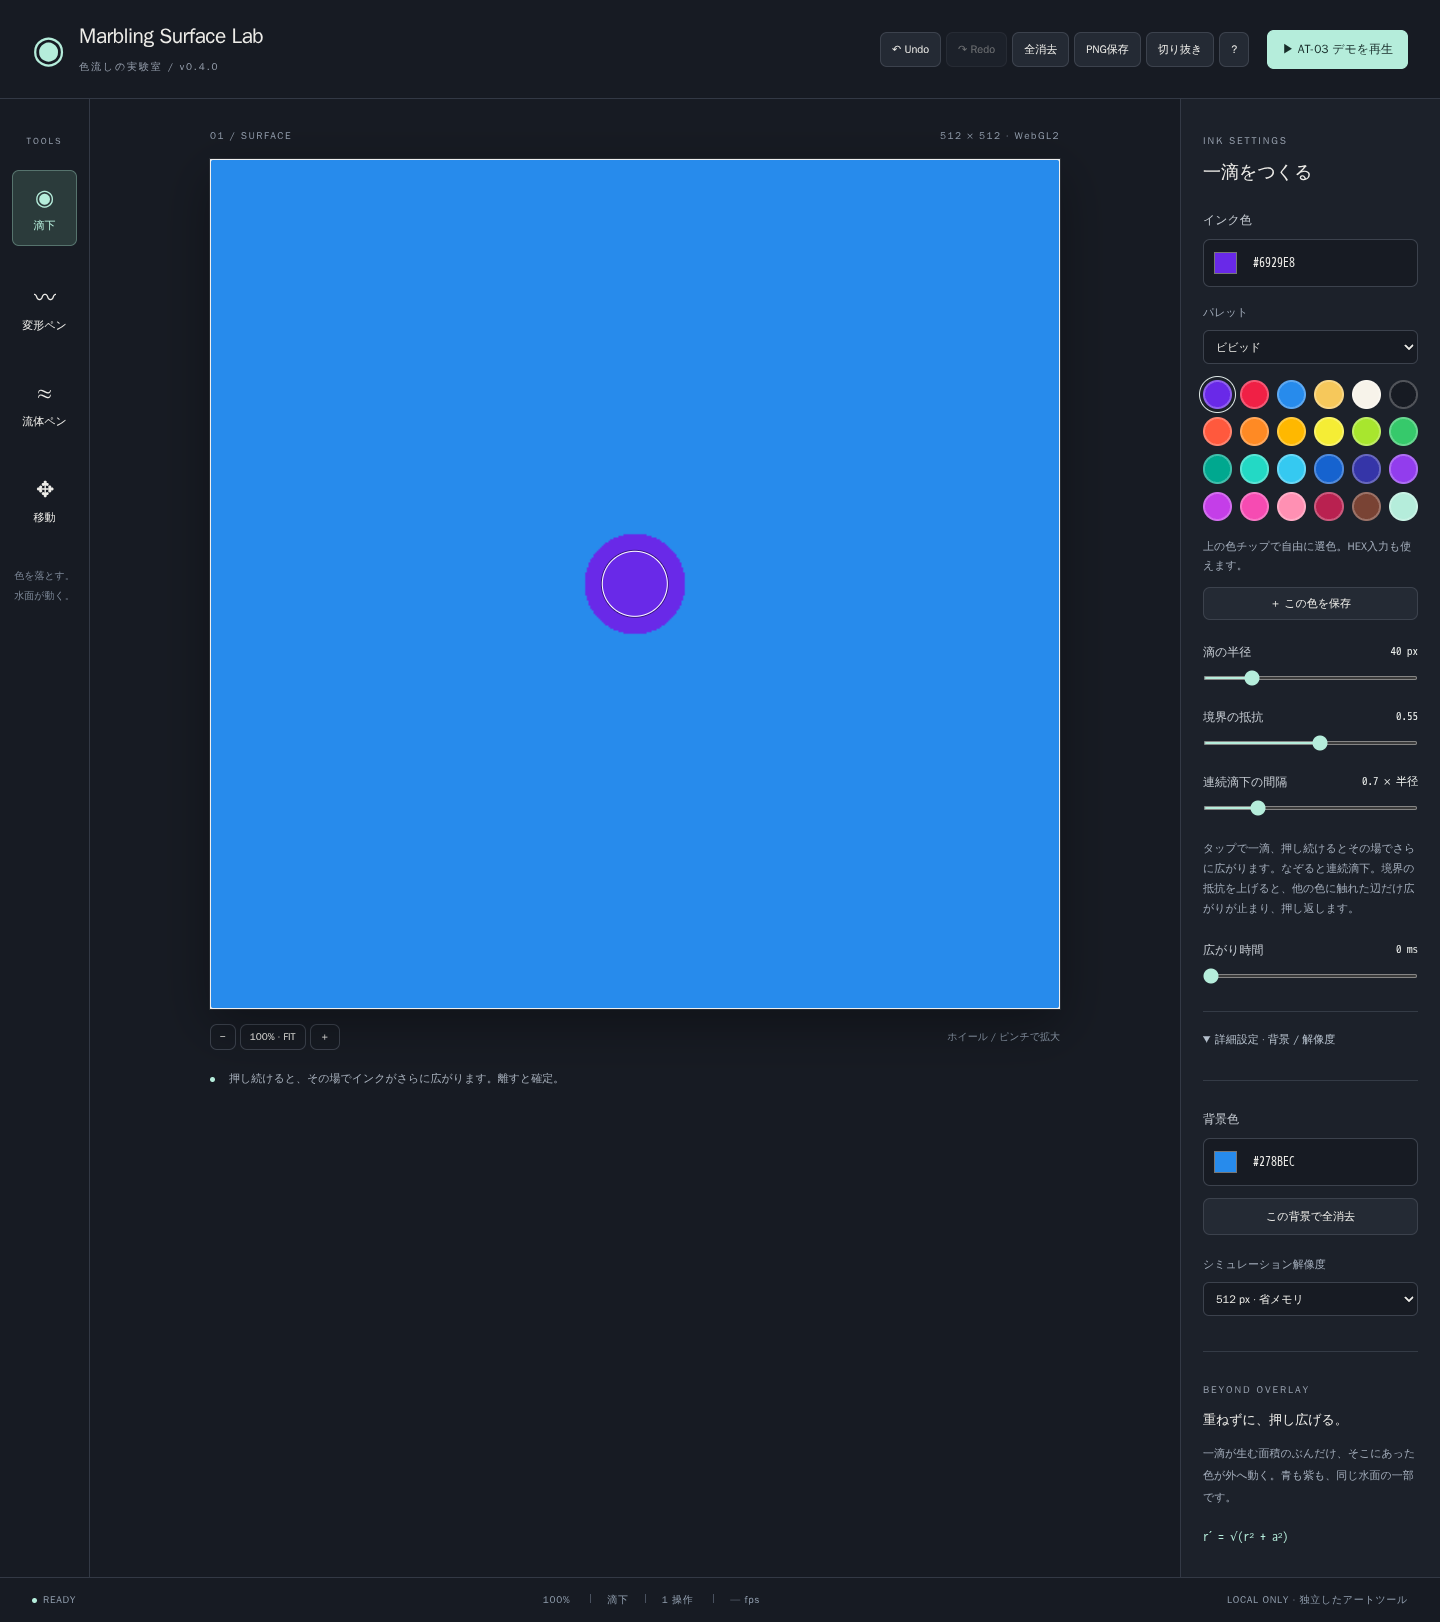 Marbling Surface Lab
色流しの実験室 / v0.4.0
↶ Undo
↷ Redo
全消去
PNG保存
切り抜き
?
▶ AT-03 デモを再生
TOOLS
滴下
変形ペン
流体ペン
移動
色を落とす。
水面が動く。
01 / SURFACE
512 × 512 · WebGL2
− 100% · FIT +
ホイール / ピンチで拡大
押し続けると、その場でインクがさらに広がります。離すと確定。
INK SETTINGS
一滴をつくる
インク色
#6929E8
パレット
ビビッド
上の色チップで自由に選色。HEX入力も使
えます。
＋ この色を保存
滴の半径 40 px
境界の抵抗 0.55
連続滴下の間隔 0.7 × 半径
タップで一滴、押し続けるとその場でさら
に広がります。なぞると連続滴下。境界の
抵抗を上げると、他の色に触れた辺だけ広
がりが止まり、押し返します。
広がり時間 0 ms
▼ 詳細設定 · 背景 / 解像度
背景色
#278BEC
この背景で全消去
シミュレーション解像度
512 px · 省メモリ
BEYOND OVERLAY
重ねずに、押し広げる。
一滴が生む面積のぶんだけ、そこにあった
色が外へ動く。青も紫も、同じ水面の一部
です。
r′ = √(r² + a²)
READY
100%
滴下
1 操作
— fps
LOCAL ONLY · 独立したアートツール